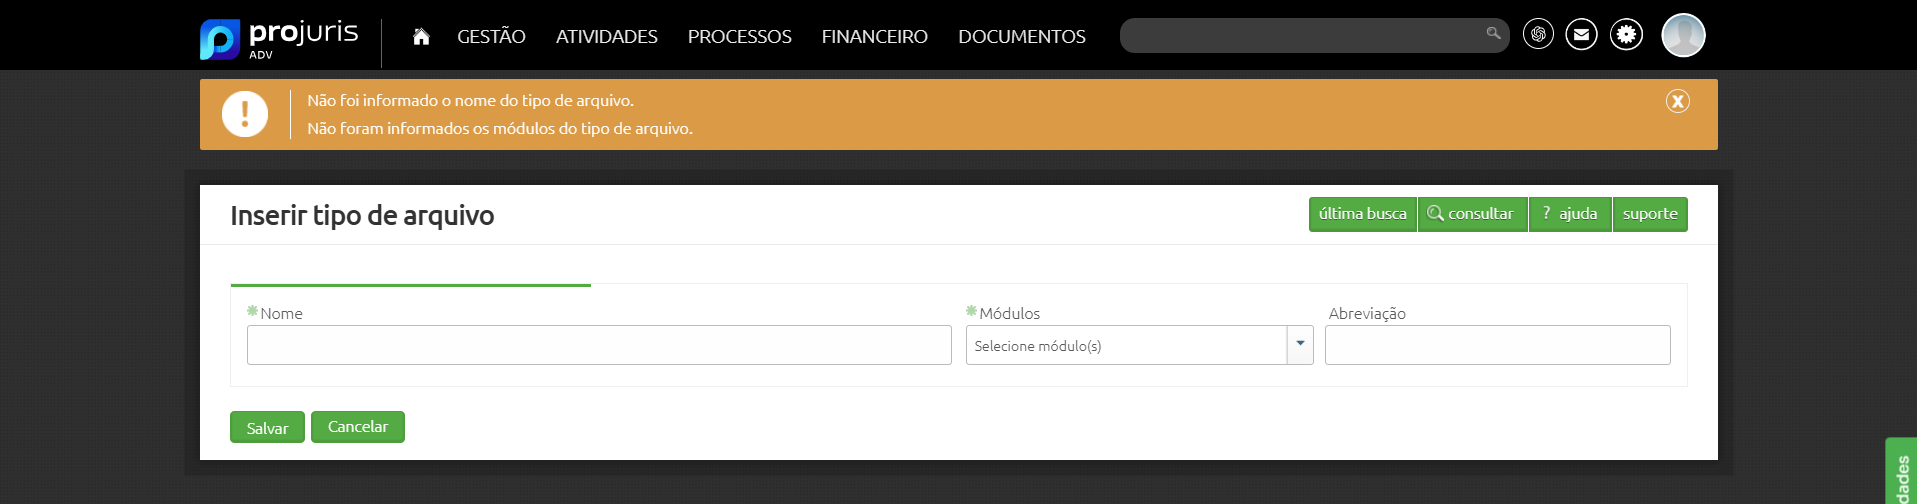 projuris
ADV
GESTÃO
ATIVIDADES
PROCESSOS
FINANCEIRO
DOCUMENTOS
Não foi informado o nome do tipo de arquivo.
Não foram informados os módulos do tipo de arquivo.
Inserir tipo de arquivo
última busca
consultar
? ajuda
suporte
Nome
Módulos
Abreviação
Selecione módulo(s)
Salvar
Cancelar
dades